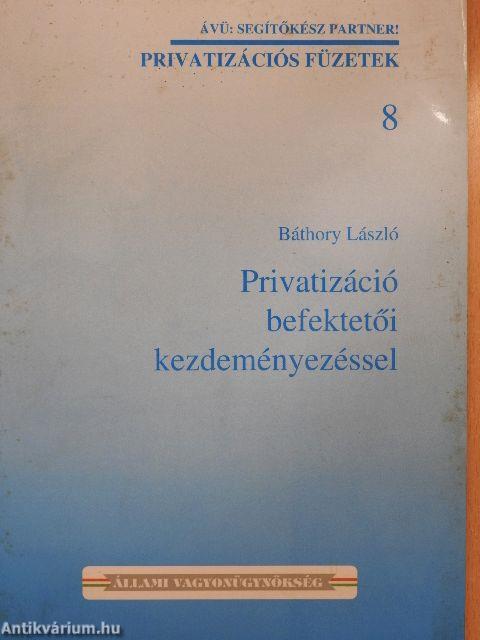 ÁVÜ: SEGÍTŐKÉSZ PARTNER!
PRIVATIZÁCIÓS FÜZETEK
8
Báthory László
Privatizáció
befektetői
kezdeményezéssel
ÁLLAMI VAGYONÜGYNÖKSÉG
Antikvárium.hu